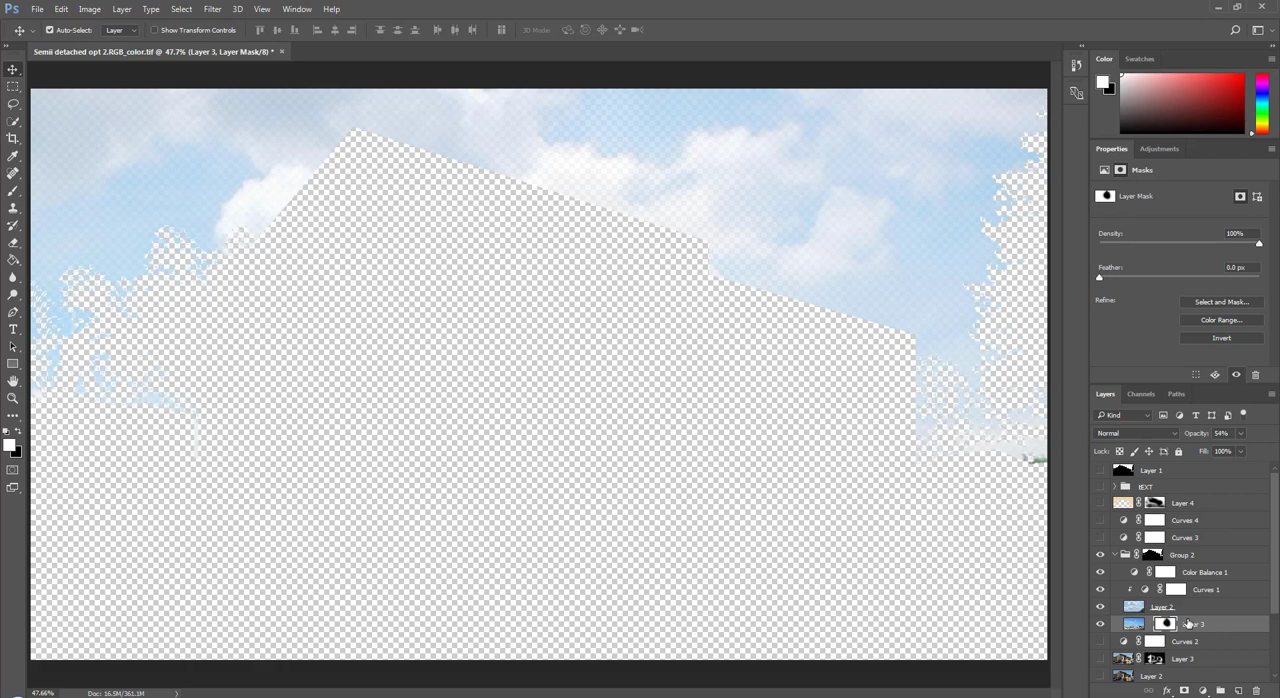 Ps File Edit Image Layer Type Select Filter 3D View Window Help
Auto-Select: Layer Show Transform Controls 3D Mode:
Semii detached opt 2.RGB_color.tif @ 47.7% (Layer 3, Layer Mask/8) *
Color Swatches
Properties Adjustments
Masks
Layer Mask
Density: 100%
Feather: 0.0 px
Refine: Select and Mask...
Color Range...
Invert
Layers Channels Paths
Kind
Normal Opacity: 54%
Lock: Fill: 100%
Layer 1
tEXT
Layer 4
Curves 4
Curves 3
Group 2
Color Balance 1
Curves 1
Layer 2
Layer 3
Curves 2
Layer 3
Layer 2
47.66% Doc: 16.5M/361.1M